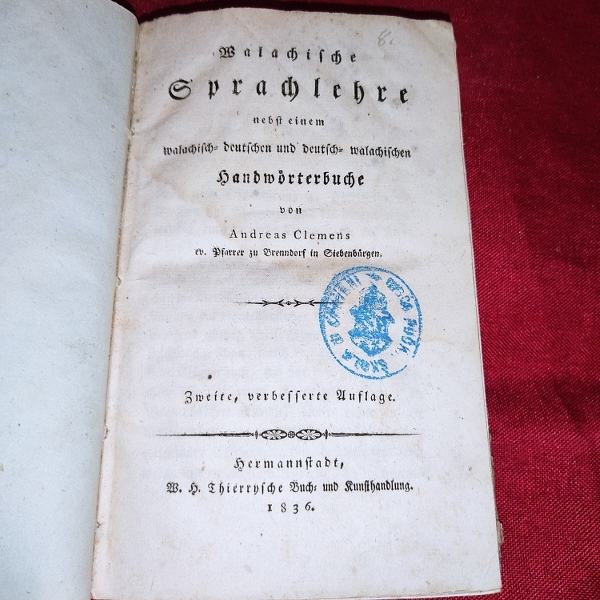 8.
Walachische
Sprachlehre
nebst einem
walachisch- deutschen und deutsch- walachischen
Handwörterbuche
von
Andreas Clemens
ev. Pfarrer zu Brenndorf in Siebenbürgen.
Zweite, verbesserte Auflage.
Hermannstadt,
W. H. Thierrysche Buch- und Kunsthandlung.
1836.